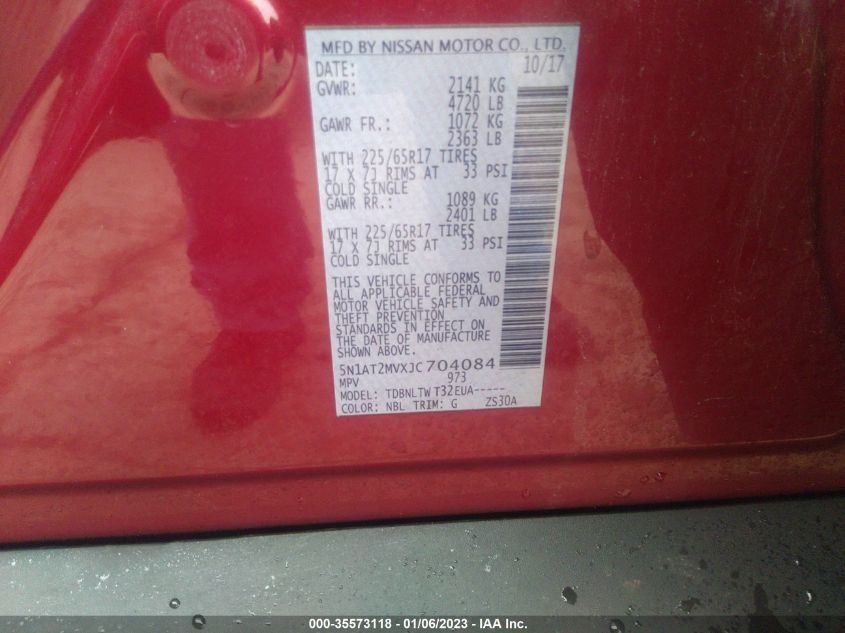 MFD BY NISSAN MOTOR CO., LTD.
DATE: 10/17
GVWR: 2141 KG
4720 LB
GAWR FR.: 1072 KG
2363 LB
WITH 225/65R17 TIRES
17 X 7J RIMS AT 33 PSI
COLD SINGLE
GAWR RR.: 1089 KG
2401 LB
WITH 225/65R17 TIRES
17 X 7J RIMS AT 33 PSI
COLD SINGLE
THIS VEHICLE CONFORMS TO
ALL APPLICABLE FEDERAL
MOTOR VEHICLE SAFETY AND
THEFT PREVENTION
STANDARDS IN EFFECT ON
THE DATE OF MANUFACTURE
SHOWN ABOVE.
5N1AT2MVXJC704084
MPV 973
MODEL: TDBNLTW T32EUA-----
COLOR: NBL TRIM: G ZS30A
000-35573118 - 01/06/2023 - IAA Inc.